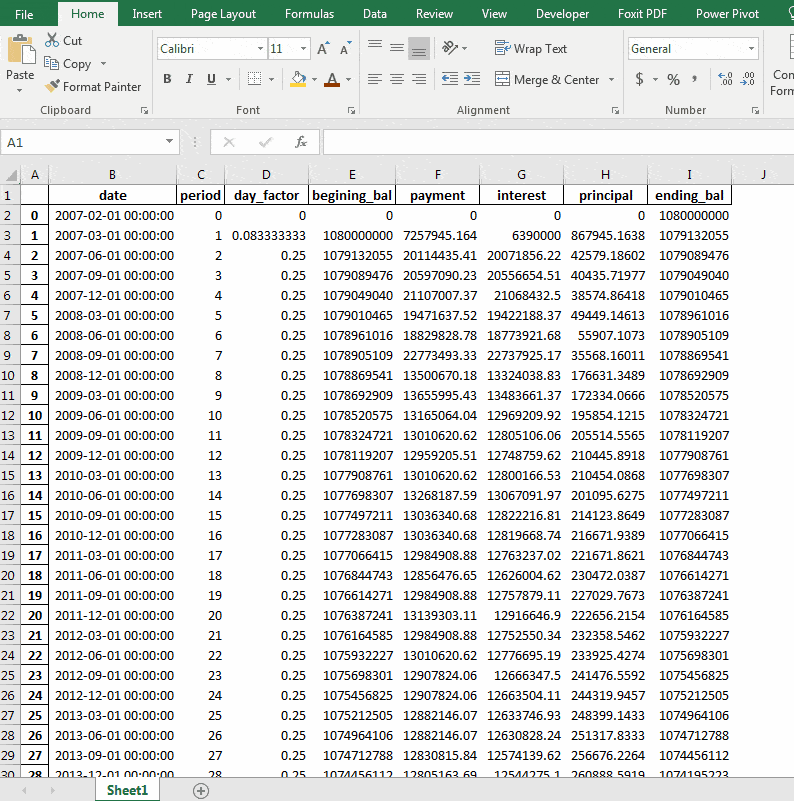 File Home Insert Page Layout Formulas Data Review View Developer Foxit PDF Power Pivot
Cut
Calibri 11 A A Wrap Text General
Copy
Paste B I U A Merge & Center $ % , .00 .0 Con
Format Painter Form
Clipboard Font Alignment Number
A1 fx
A B C D E F G H I J
1 date period day_factor begining_bal payment interest principal ending_bal
2 0 2007-02-01 00:00:00 0 0 0 0 0 0 1080000000
3 1 2007-03-01 00:00:00 1 0.083333333 1080000000 7257945.164 6390000 867945.1638 1079132055
4 2 2007-06-01 00:00:00 2 0.25 1079132055 20114435.41 20071856.22 42579.18602 1079089476
5 3 2007-09-01 00:00:00 3 0.25 1079089476 20597090.23 20556654.51 40435.71977 1079049040
6 4 2007-12-01 00:00:00 4 0.25 1079049040 21107007.37 21068432.5 38574.86418 1079010465
7 5 2008-03-01 00:00:00 5 0.25 1079010465 19471637.52 19422188.37 49449.14613 1078961016
8 6 2008-06-01 00:00:00 6 0.25 1078961016 18829828.78 18773921.68 55907.1073 1078905109
9 7 2008-09-01 00:00:00 7 0.25 1078905109 22773493.33 22737925.17 35568.16011 1078869541
10 8 2008-12-01 00:00:00 8 0.25 1078869541 13500670.18 13324038.83 176631.3489 1078692909
11 9 2009-03-01 00:00:00 9 0.25 1078692909 13655995.43 13483661.37 172334.0666 1078520575
12 10 2009-06-01 00:00:00 10 0.25 1078520575 13165064.04 12969209.92 195854.1215 1078324721
13 11 2009-09-01 00:00:00 11 0.25 1078324721 13010620.62 12805106.06 205514.5565 1078119207
14 12 2009-12-01 00:00:00 12 0.25 1078119207 12959205.51 12748759.62 210445.8918 1077908761
15 13 2010-03-01 00:00:00 13 0.25 1077908761 13010620.62 12800166.53 210454.0868 1077698307
16 14 2010-06-01 00:00:00 14 0.25 1077698307 13268187.59 13067091.97 201095.6275 1077497211
17 15 2010-09-01 00:00:00 15 0.25 1077497211 13036340.68 12822216.81 214123.8649 1077283087
18 16 2010-12-01 00:00:00 16 0.25 1077283087 13036340.68 12819668.74 216671.9389 1077066415
19 17 2011-03-01 00:00:00 17 0.25 1077066415 12984908.88 12763237.02 221671.8621 1076844743
20 18 2011-06-01 00:00:00 18 0.25 1076844743 12856476.65 12626004.62 230472.0387 1076614271
21 19 2011-09-01 00:00:00 19 0.25 1076614271 12984908.88 12757879.11 227029.7673 1076387241
22 20 2011-12-01 00:00:00 20 0.25 1076387241 13139303.11 12916646.9 222656.2154 1076164585
23 21 2012-03-01 00:00:00 21 0.25 1076164585 12984908.88 12752550.34 232358.5462 1075932227
24 22 2012-06-01 00:00:00 22 0.25 1075932227 13010620.62 12776695.19 233925.4274 1075698301
25 23 2012-09-01 00:00:00 23 0.25 1075698301 12907824.06 12666347.5 241476.5592 1075456825
26 24 2012-12-01 00:00:00 24 0.25 1075456825 12907824.06 12663504.11 244319.9457 1075212505
27 25 2013-03-01 00:00:00 25 0.25 1075212505 12882146.07 12633746.93 248399.1433 1074964106
28 26 2013-06-01 00:00:00 26 0.25 1074964106 12882146.07 12630828.24 251317.8333 1074712788
29 27 2013-09-01 00:00:00 27 0.25 1074712788 12830815.84 12574139.62 256676.2264 1074456112
30 28 2013-12-01 00:00:00 28 0.25 1074456112 12805163.69 12544275.1 260888.5919 1074195223
Sheet1